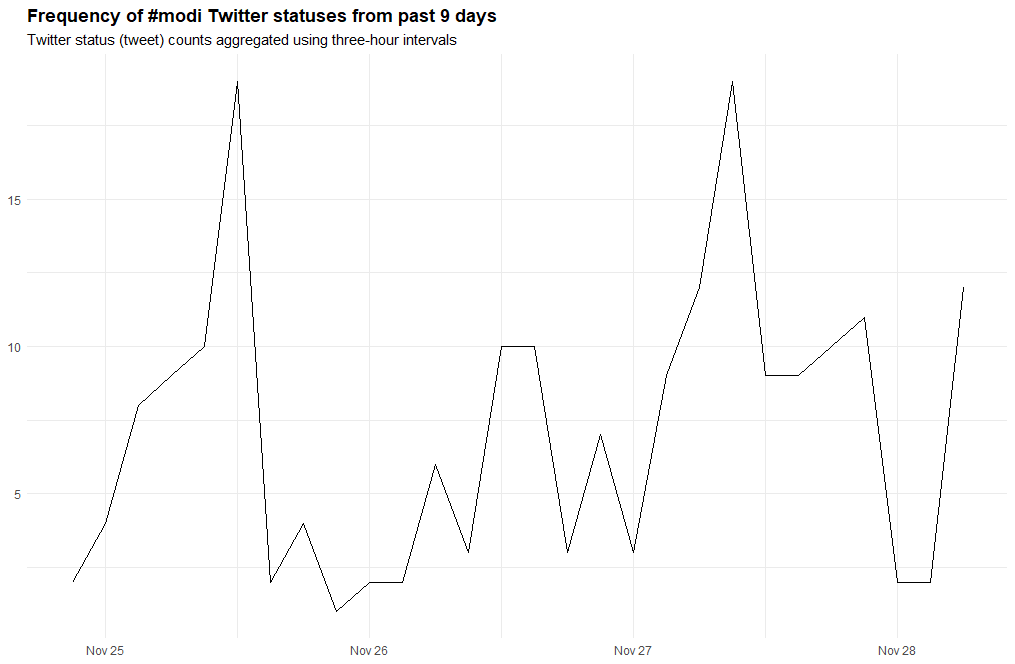 Frequency of #modi Twitter statuses from past 9 days
Twitter status (tweet) counts aggregated using three-hour intervals
15
10
5
Nov 25 Nov 26 Nov 27 Nov 28